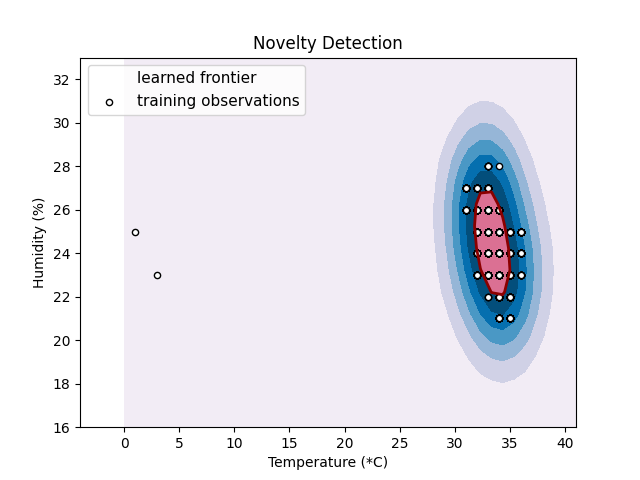 Novelty Detection
learned frontier
training observations
Humidity (%)
32
30
28
26
24
22
20
18
16
0 5 10 15 20 25 30 35 40
Temperature (*C)